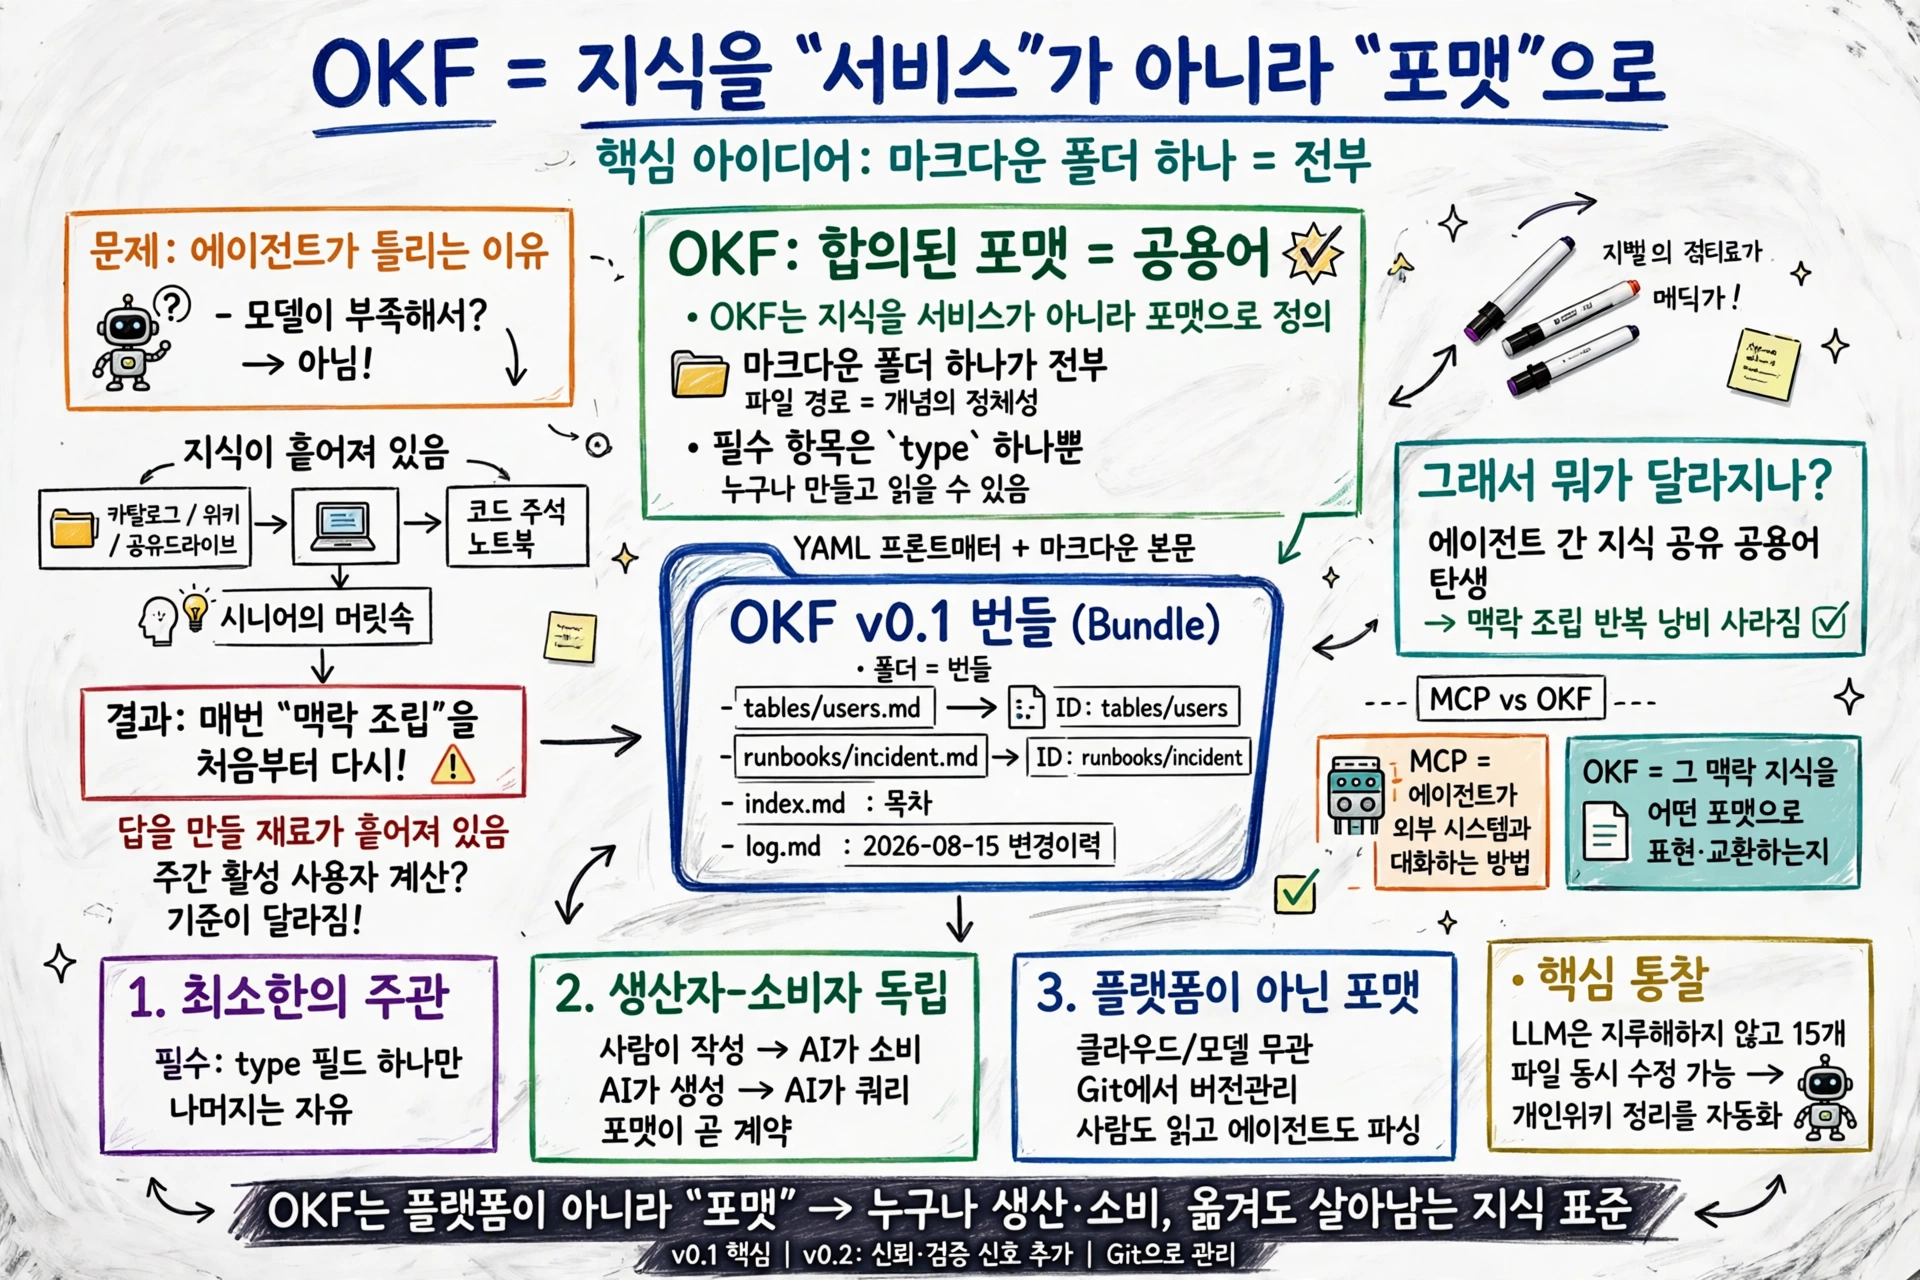 OKF = 지식을 “서비스”가 아니라 “포맷”으로
핵심 아이디어: 마크다운 폴더 하나 = 전부
문제: 에이전트가 틀리는 이유
?
- 모델이 부족해서?
→ 아님!
지식이 흩어져 있음
카탈로그 / 위키
/ 공유드라이브
코드 주석
노트북
시니어의 머릿속
결과: 매번 “맥락 조립”을
처음부터 다시!
답을 만들 재료가 흩어져 있음
주간 활성 사용자 계산?
기준이 달라짐!
OKF: 합의된 포맷 = 공용어
• OKF는 지식을 서비스가 아니라 포맷으로 정의
마크다운 폴더 하나가 전부
파일 경로 = 개념의 정체성
• 필수 항목은 `type` 하나뿐
누구나 만들고 읽을 수 있음
YAML 프론트매터 + 마크다운 본문
OKF v0.1 번들 (Bundle)
• 폴더 = 번들
- tables/users.md → ID: tables/users
- runbooks/incident.md → ID: runbooks/incident
- index.md : 목차
- log.md : 2026-08-15 변경이력
그래서 뭐가 달라지나?
에이전트 간 지식 공유 공용어
탄생
→ 맥락 조립 반복 낭비 사라짐
MCP vs OKF
MCP =
에이전트가
외부 시스템과
대화하는 방법
OKF = 그 맥락 지식을
어떤 포맷으로
표현·교환하는지
1. 최소한의 주관
필수: type 필드 하나만
나머지는 자유
2. 생산자-소비자 독립
사람이 작성 → AI가 소비
AI가 생성 → AI가 쿼리
포맷이 곧 계약
3. 플랫폼이 아닌 포맷
클라우드/모델 무관
Git에서 버전관리
사람도 읽고 에이전트도 파싱
• 핵심 통찰
LLM은 지루해하지 않고 15개
파일 동시 수정 가능 →
개인위키 정리를 자동화
OKF는 플랫폼이 아니라 “포맷” → 누구나 생산·소비, 옮겨도 살아남는 지식 표준
v0.1 핵심 | v0.2: 신뢰·검증 신호 추가 | Git으로 관리